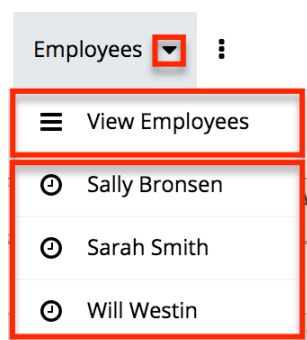 Employees
View Employees
Sally Bronsen
Sarah Smith
Will Westin